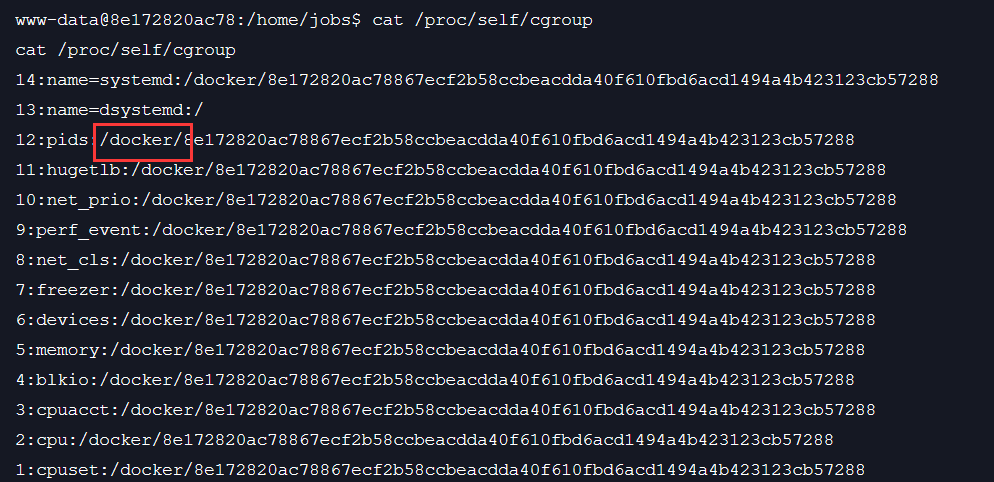 www-data@8e172820ac78:/home/jobs$ cat /proc/self/cgroup
cat /proc/self/cgroup
14:name=systemd:/docker/8e172820ac78867ecf2b58ccbeacdda40f610fbd6acd1494a4b423123cb57288
13:name=dsystemd:/
12:pids:/docker/8e172820ac78867ecf2b58ccbeacdda40f610fbd6acd1494a4b423123cb57288
11:hugetlb:/docker/8e172820ac78867ecf2b58ccbeacdda40f610fbd6acd1494a4b423123cb57288
10:net_prio:/docker/8e172820ac78867ecf2b58ccbeacdda40f610fbd6acd1494a4b423123cb57288
9:perf_event:/docker/8e172820ac78867ecf2b58ccbeacdda40f610fbd6acd1494a4b423123cb57288
8:net_cls:/docker/8e172820ac78867ecf2b58ccbeacdda40f610fbd6acd1494a4b423123cb57288
7:freezer:/docker/8e172820ac78867ecf2b58ccbeacdda40f610fbd6acd1494a4b423123cb57288
6:devices:/docker/8e172820ac78867ecf2b58ccbeacdda40f610fbd6acd1494a4b423123cb57288
5:memory:/docker/8e172820ac78867ecf2b58ccbeacdda40f610fbd6acd1494a4b423123cb57288
4:blkio:/docker/8e172820ac78867ecf2b58ccbeacdda40f610fbd6acd1494a4b423123cb57288
3:cpuacct:/docker/8e172820ac78867ecf2b58ccbeacdda40f610fbd6acd1494a4b423123cb57288
2:cpu:/docker/8e172820ac78867ecf2b58ccbeacdda40f610fbd6acd1494a4b423123cb57288
1:cpuset:/docker/8e172820ac78867ecf2b58ccbeacdda40f610fbd6acd1494a4b423123cb57288